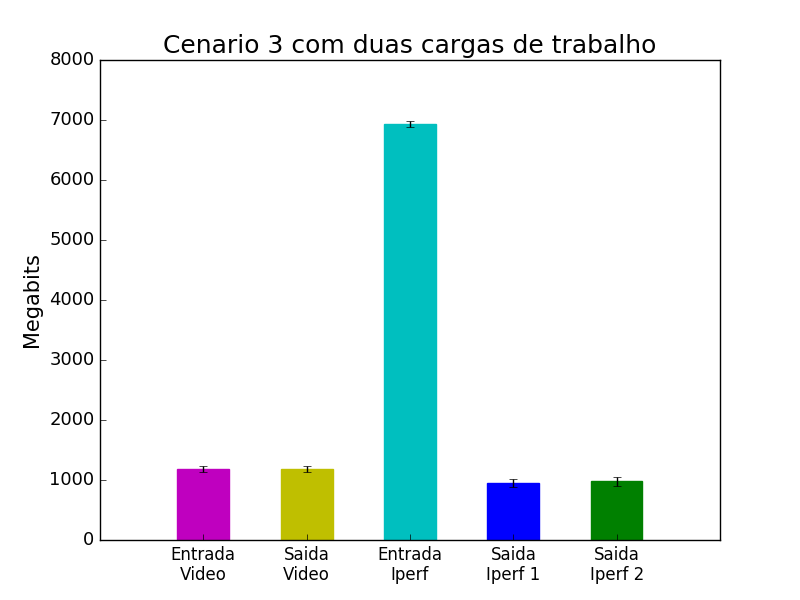 Cenario 3 com duas cargas de trabalho
8000
7000
6000
5000
4000
3000
2000
1000
0
Megabits
Entrada
Video
Saida
Video
Entrada
Iperf
Saida
Iperf 1
Saida
Iperf 2